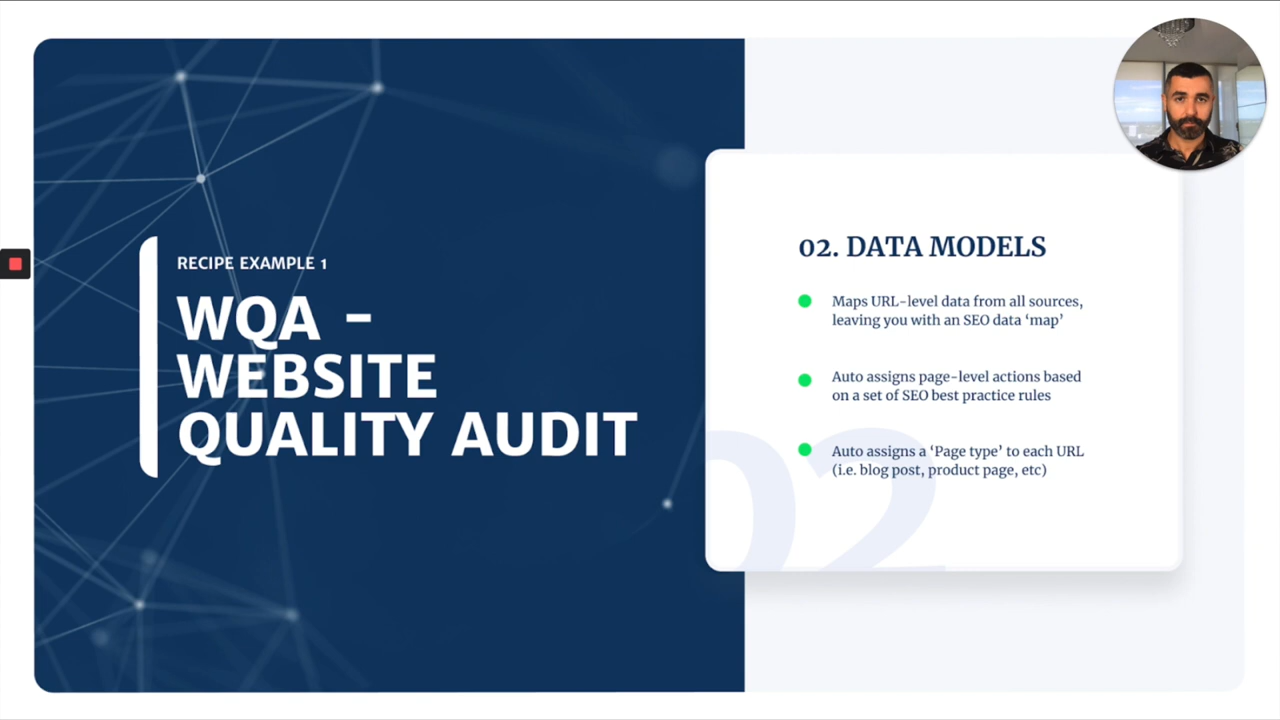 RECIPE EXAMPLE 1
WQA -
WEBSITE
QUALITY AUDIT
02. DATA MODELS
Maps URL-level data from all sources,
leaving you with an SEO data ‘map’
Auto assigns page-level actions based
on a set of SEO best practice rules
Auto assigns a ‘Page type’ to each URL
(i.e. blog post, product page, etc)
02